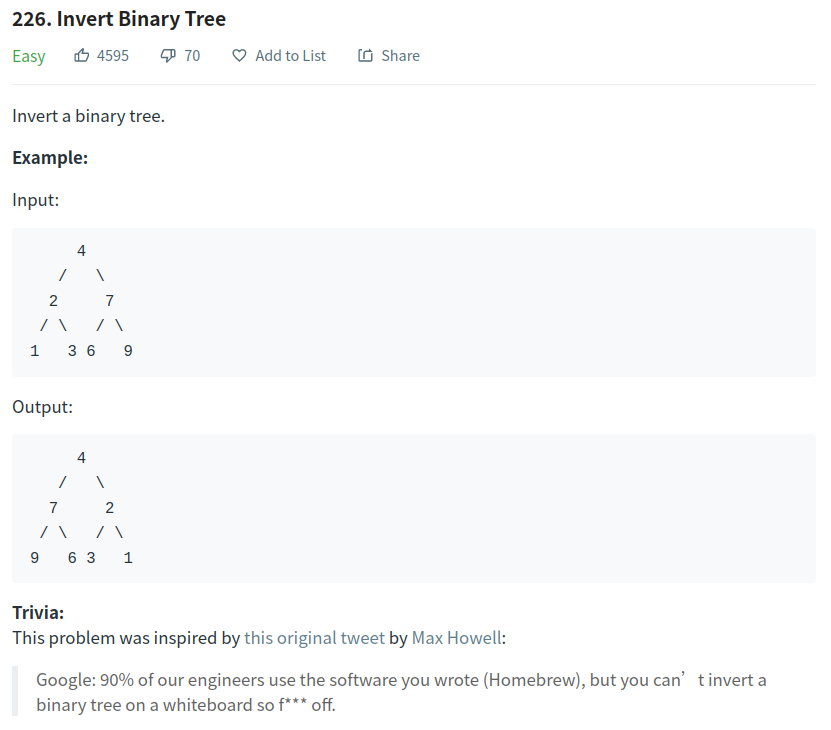 226. Invert Binary Tree
Easy 4595 70 Add to List Share
Invert a binary tree.
Example:
Input:
     4
   /   \
  2     7
 / \   / \
1   3 6   9
Output:
     4
   /   \
  7     2
 / \   / \
9   6 3   1
Trivia:
This problem was inspired by this original tweet by Max Howell:
Google: 90% of our engineers use the software you wrote (Homebrew), but you can’t invert a
binary tree on a whiteboard so f*** off.